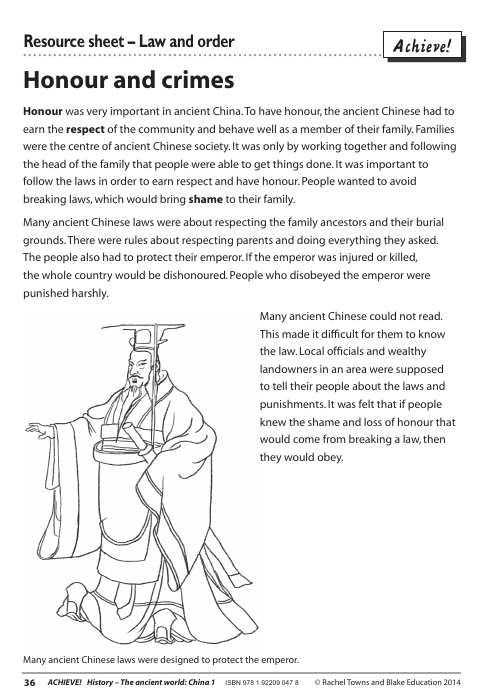 Resource sheet – Law and order
Achieve!
Honour and crimes
Honour was very important in ancient China. To have honour, the ancient Chinese had to
earn the respect of the community and behave well as a member of their family. Families
were the centre of ancient Chinese society. It was only by working together and following
the head of the family that people were able to get things done. It was important to
follow the laws in order to earn respect and have honour. People wanted to avoid
breaking laws, which would bring shame to their family.
Many ancient Chinese laws were about respecting the family ancestors and their burial
grounds. There were rules about respecting parents and doing everything they asked.
The people also had to protect their emperor. If the emperor was injured or killed,
the whole country would be dishonoured. People who disobeyed the emperor were
punished harshly.
Many ancient Chinese could not read.
This made it difficult for them to know
the law. Local officials and wealthy
landowners in an area were supposed
to tell their people about the laws and
punishments. It was felt that if people
knew the shame and loss of honour that
would come from breaking a law, then
they would obey.
Many ancient Chinese laws were designed to protect the emperor.
36 ACHIEVE! History – The ancient world: China 1 ISBN 978 1 92209 047 8 © Rachel Towns and Blake Education 2014